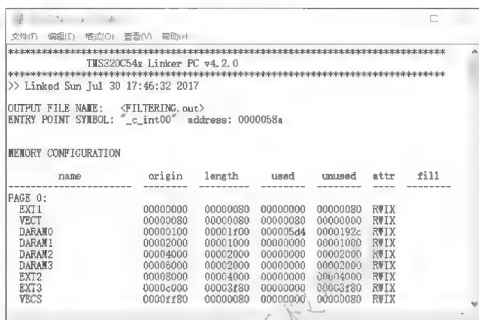 文件(F) 编辑(E) 格式(O) 查看(V) 帮助(H)
******************************************************************************
TMS320C54x Linker PC v4.2.0
******************************************************************************
>> Linked Sun Jul 30 17:46:32 2017
OUTPUT FILE NAME: <FILTERING.out>
ENTRY POINT SYMBOL: "_c_int00" address: 0000058a
MEMORY CONFIGURATION
name origin length used unused attr fill
PAGE 0:
EXT1 00000000 00000080 00000000 00000080 RWIX
VECT 00000080 00000080 00000080 00000000 RWIX
DARAM0 00000100 00001f00 000005d4 0000192c RWIX
DARAM1 00002000 00001000 00000000 00001000 RWIX
DARAM2 00004000 00002000 00000000 00002000 RWIX
DARAM3 00006000 00002000 00000000 00002000 RWIX
EXT2 00008000 00004000 00000000 00004000 RWIX
EXT3 0000c000 00003f80 00000000 00003f80 RWIX
VECS 0000ff80 00000080 00000000 00000080 RWIX